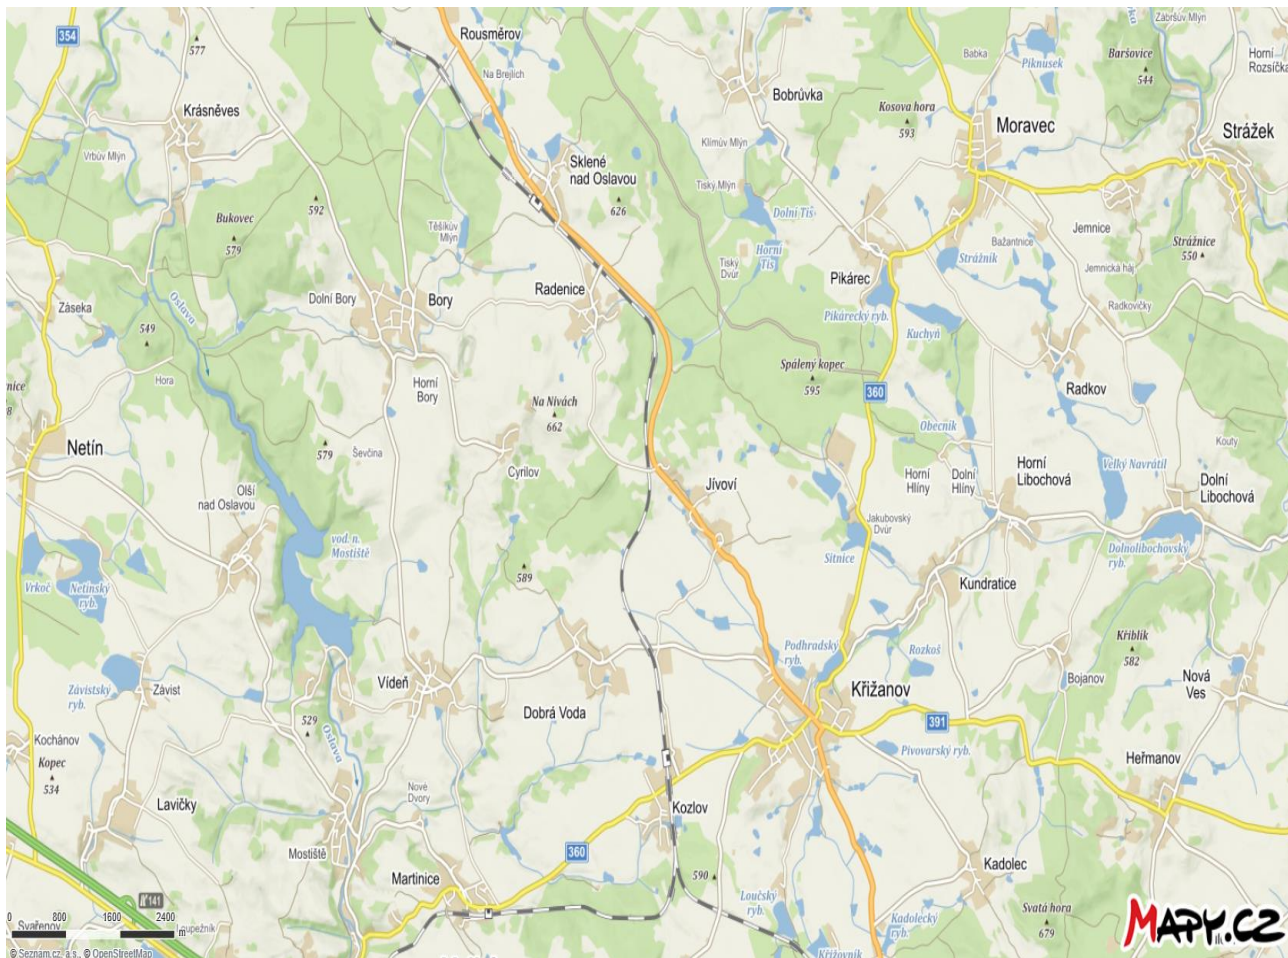 354
577
Krásněves
Vrbův Mlýn
Rousměrov
Na Brejlích
Sklené
nad Oslavou
626
Bobrůvka
Klímův Mlýn
Tiský Mlýn
Dolní Tis
Horní
Tis
Tiský
Dvůr
Babka
Piknusek
Kosova hora
593
Moravec
Zábršův Mlýn
Baršovice
544
Horní
Rozsíčka
Strážek
Jemnice
Strážnice
550
Jemnická háj
Radkovičky
Bažantnice
Strážník
Pikárec
Pikárecký ryb.
Kuchyň
Bukovec
579
592
Těšíkův
Mlýn
Záseka
549
Oslava
Hora
Dolní Bory
Bory
Horní
Bory
Radenice
Na Nivách
662
Cyrilov
Spálený kopec
595
360
Radkov
Obecník
Horní
Hlíny
Dolní
Hlíny
Horní
Libochová
Velký Navrátil
Kouty
Dolní
Libochová
Dolnolibochovský
ryb.
Netín
579
Ševčina
Olší
nad Oslavou
vod. n.
Mostiště
Jívoví
Jakubovský
Dvůr
Sitnice
Kundratice
Vrkoč
Netínský
ryb.
589
Podhradský
ryb.
Rozkoš
Křiblík
582
Bojanov
Nová
Ves
Závistský
ryb.
Závist
Vídeň
Dobrá Voda
Křižanov
391
Pivovarský ryb.
Heřmanov
529
Oslava
Kochánov
Kopec
534
Lavičky
Nové
Dvory
Kozlov
Mostiště
360
Martinice
590
Loučský
ryb.
Kadolec
Kadolecký
ryb.
Svatá hora
679
Křižovník
141
0 800 1600 2400 m
Svařenov
© Seznam.cz, a.s., © OpenStreetMap
MAPY.CZ